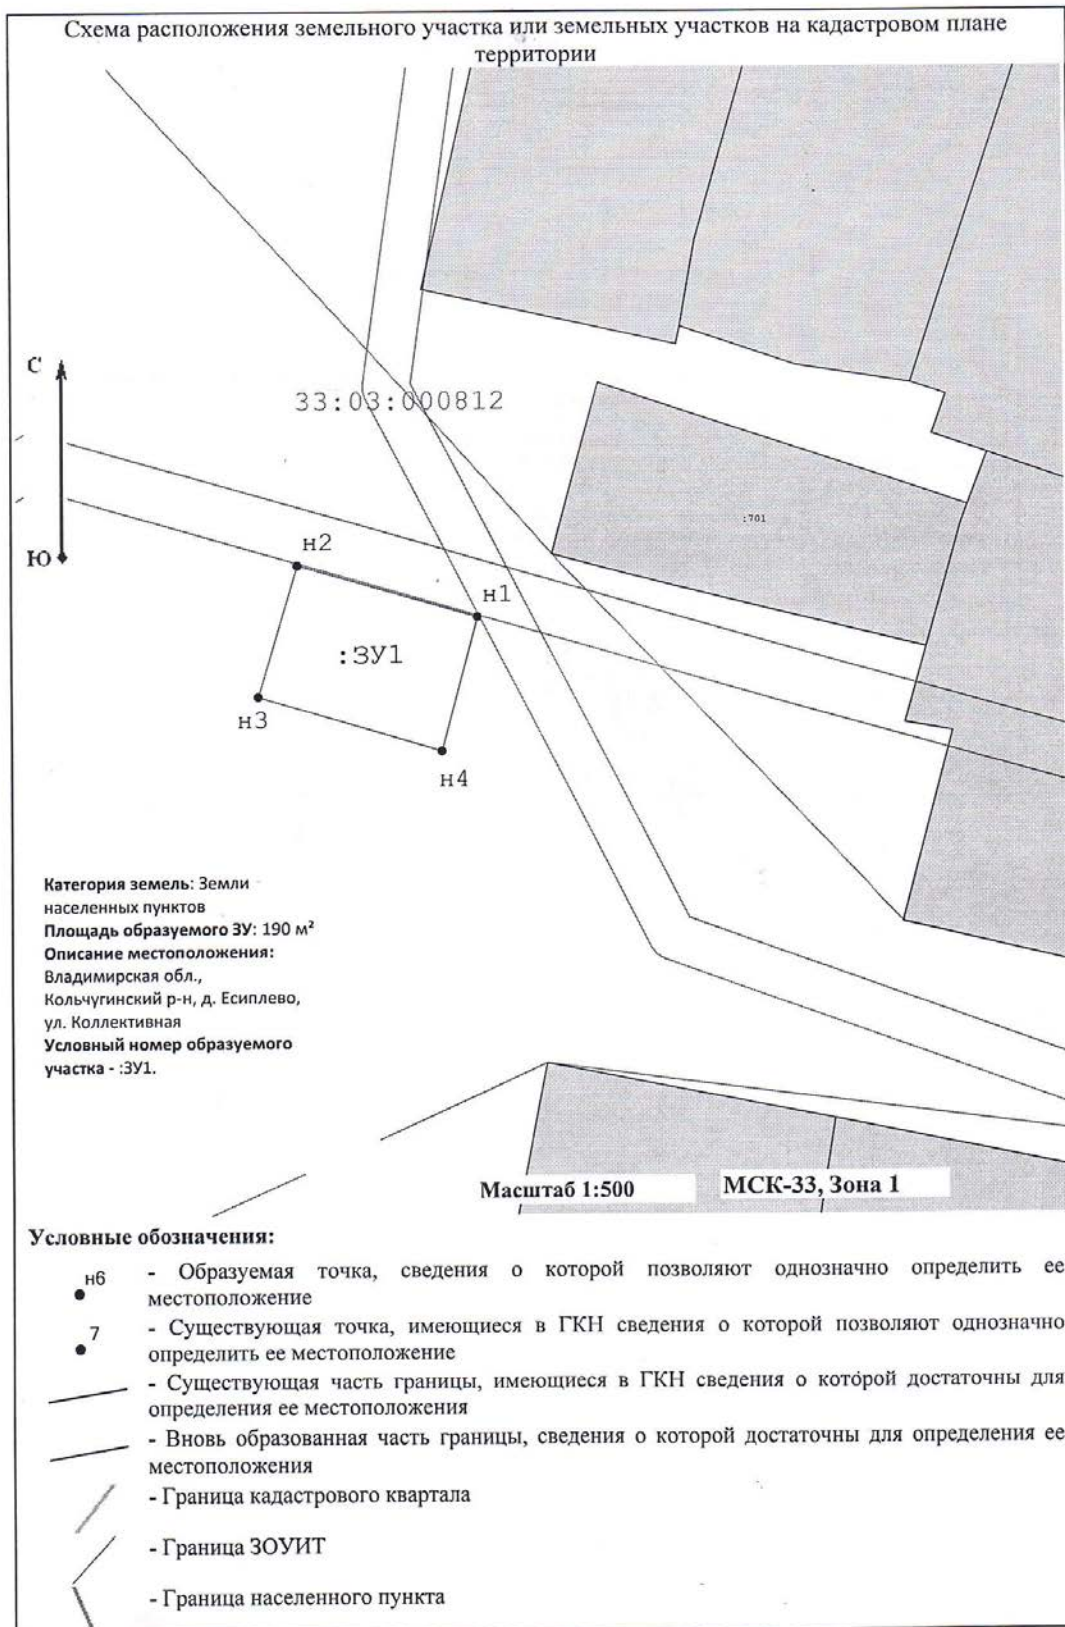 Схема расположения земельного участка или земельных участков на кадастровом плане
территории
С
33:03:000812
:701
Ю
н2
н1
:ЗУ1
н3
н4
Категория земель: Земли
населенных пунктов
Площадь образуемого ЗУ: 190 м²
Описание местоположения:
Владимирская обл.,
Кольчугинский р-н, д. Есиплево,
ул. Коллективная
Условный номер образуемого
участка - :ЗУ1.
Масштаб 1:500
МСК-33, Зона 1
Условные обозначения:
н6
- Образуемая точка, сведения о которой позволяют однозначно определить ее
местоположение
7
- Существующая точка, имеющиеся в ГКН сведения о которой позволяют однозначно
определить ее местоположение
- Существующая часть границы, имеющиеся в ГКН сведения о которой достаточны для
определения ее местоположения
- Вновь образованная часть границы, сведения о которой достаточны для определения ее
местоположения
- Граница кадастрового квартала
- Граница ЗОУИТ
- Граница населенного пункта